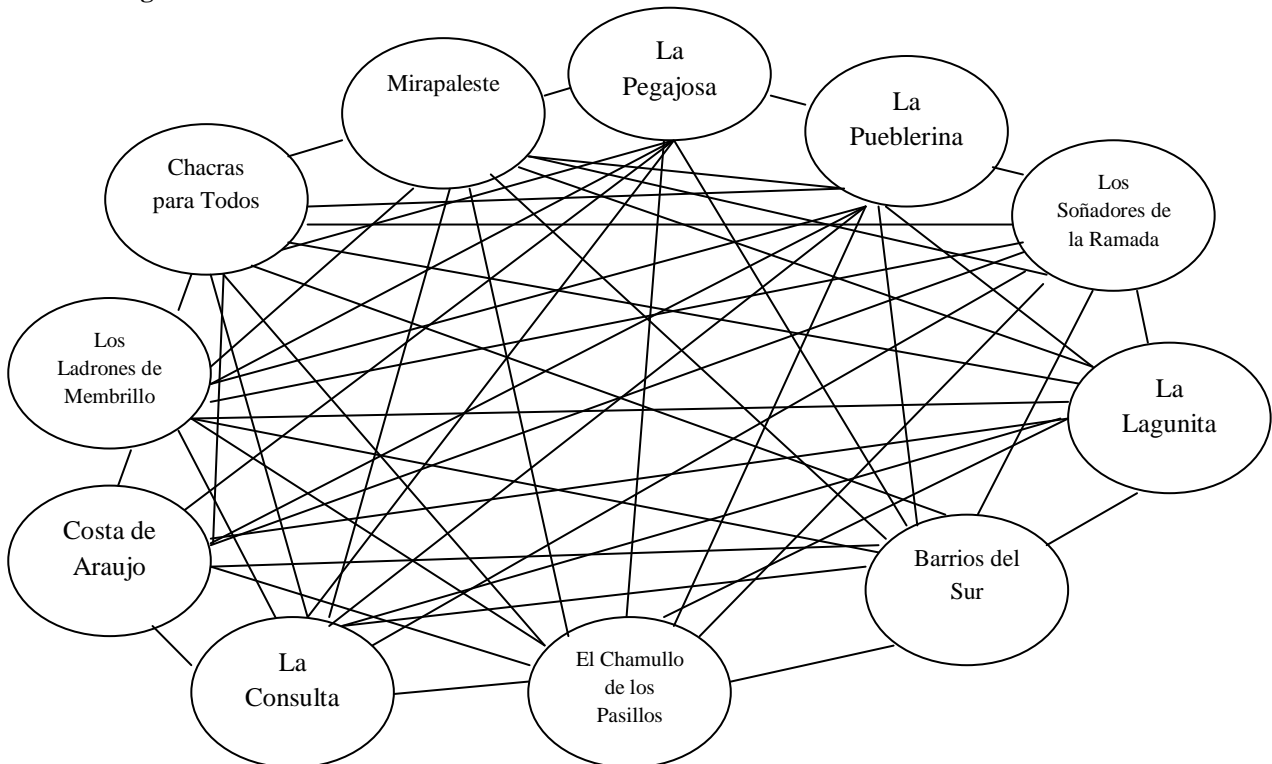 La
Pegajosa
Mirapaleste
La
Pueblerina
Chacras
para Todos
Los
Soñadores de
la Ramada
Los
Ladrones de
Membrillo
La
Lagunita
Costa de
Araujo
Barrios del
Sur
La
Consulta
El Chamullo
de los
Pasillos